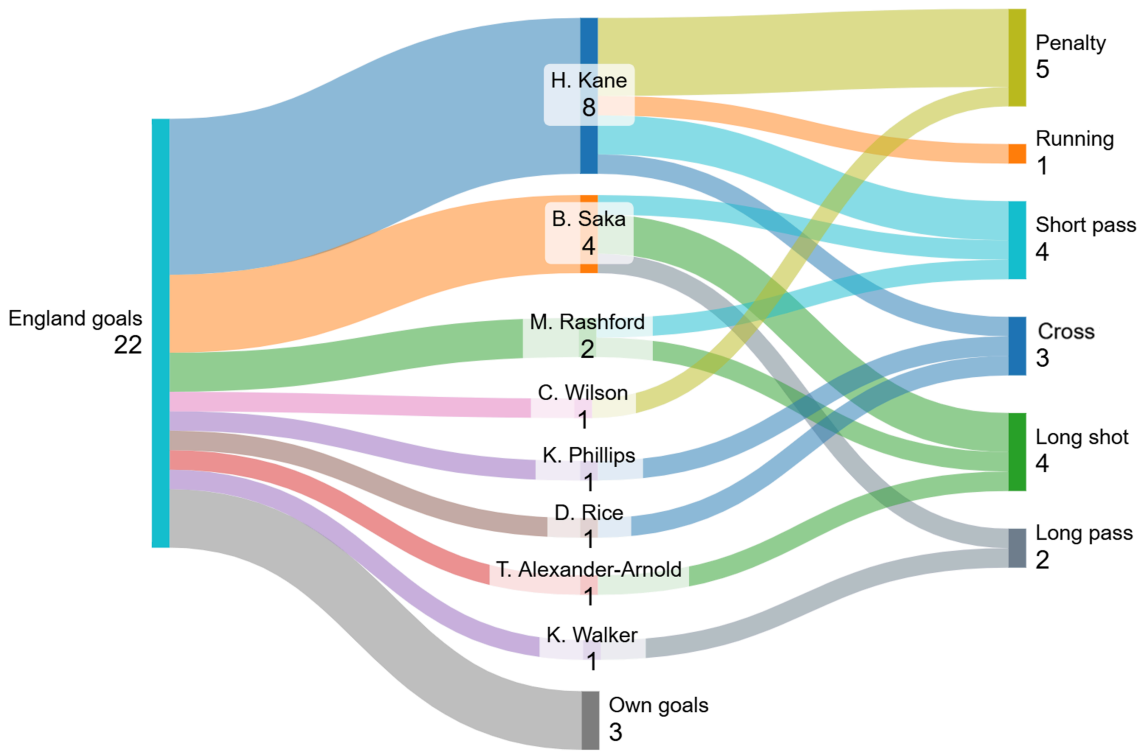 England goals
22
H. Kane
8
B. Saka
4
M. Rashford
2
C. Wilson
1
K. Phillips
1
D. Rice
1
T. Alexander-Arnold
1
K. Walker
1
Own goals
3
Penalty
5
Running
1
Short pass
4
Cross
3
Long shot
4
Long pass
2